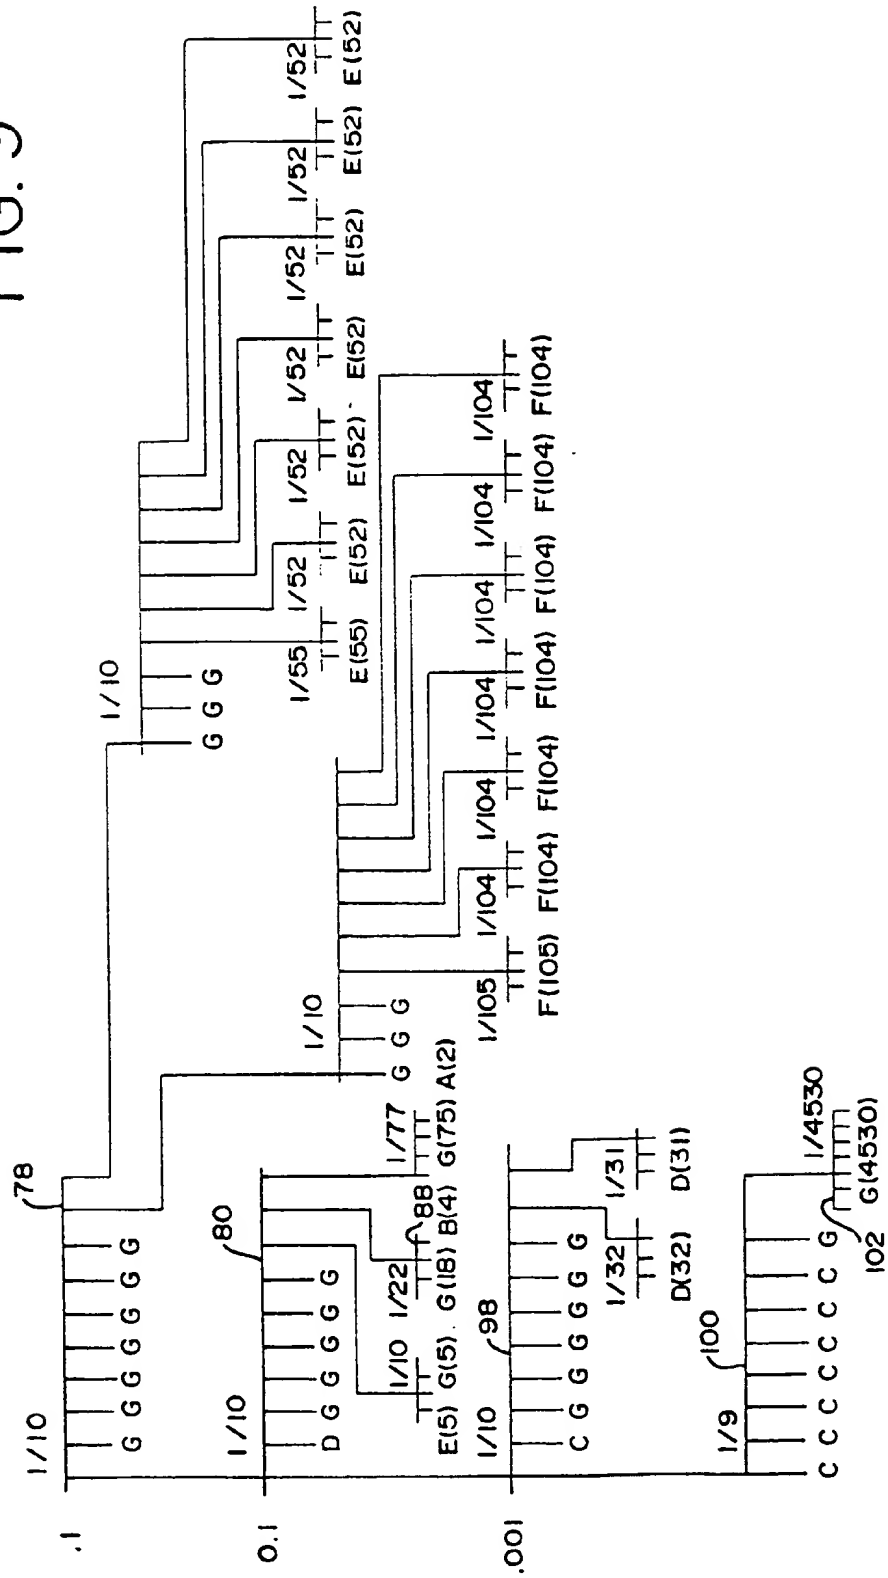 FIG.
1/52 1/52 1/52 1/52 1/52 1/52 1/55
E(55) E(52) E(52) E(52) E(52) E(52) E(52)
1/10
G G G
78
.1
1/10
G G G G G G G
1/10
G G G
1/105 1/104 1/104 1/104 1/104 1/104 1/104
F(105) F(104) F(104) F(104) F(104) F(104) F(104)
80
0.1
1/10
D G G G G G
1/10 1/22 88 1/77
E(5) G(5) G(18) B(4) G(75) A(2)
98
.001
1/10
C G G G G G G
1/32 1/31
D(32) D(31)
100
1/9
C C C C C C C G
1/4530
102
G(4530)